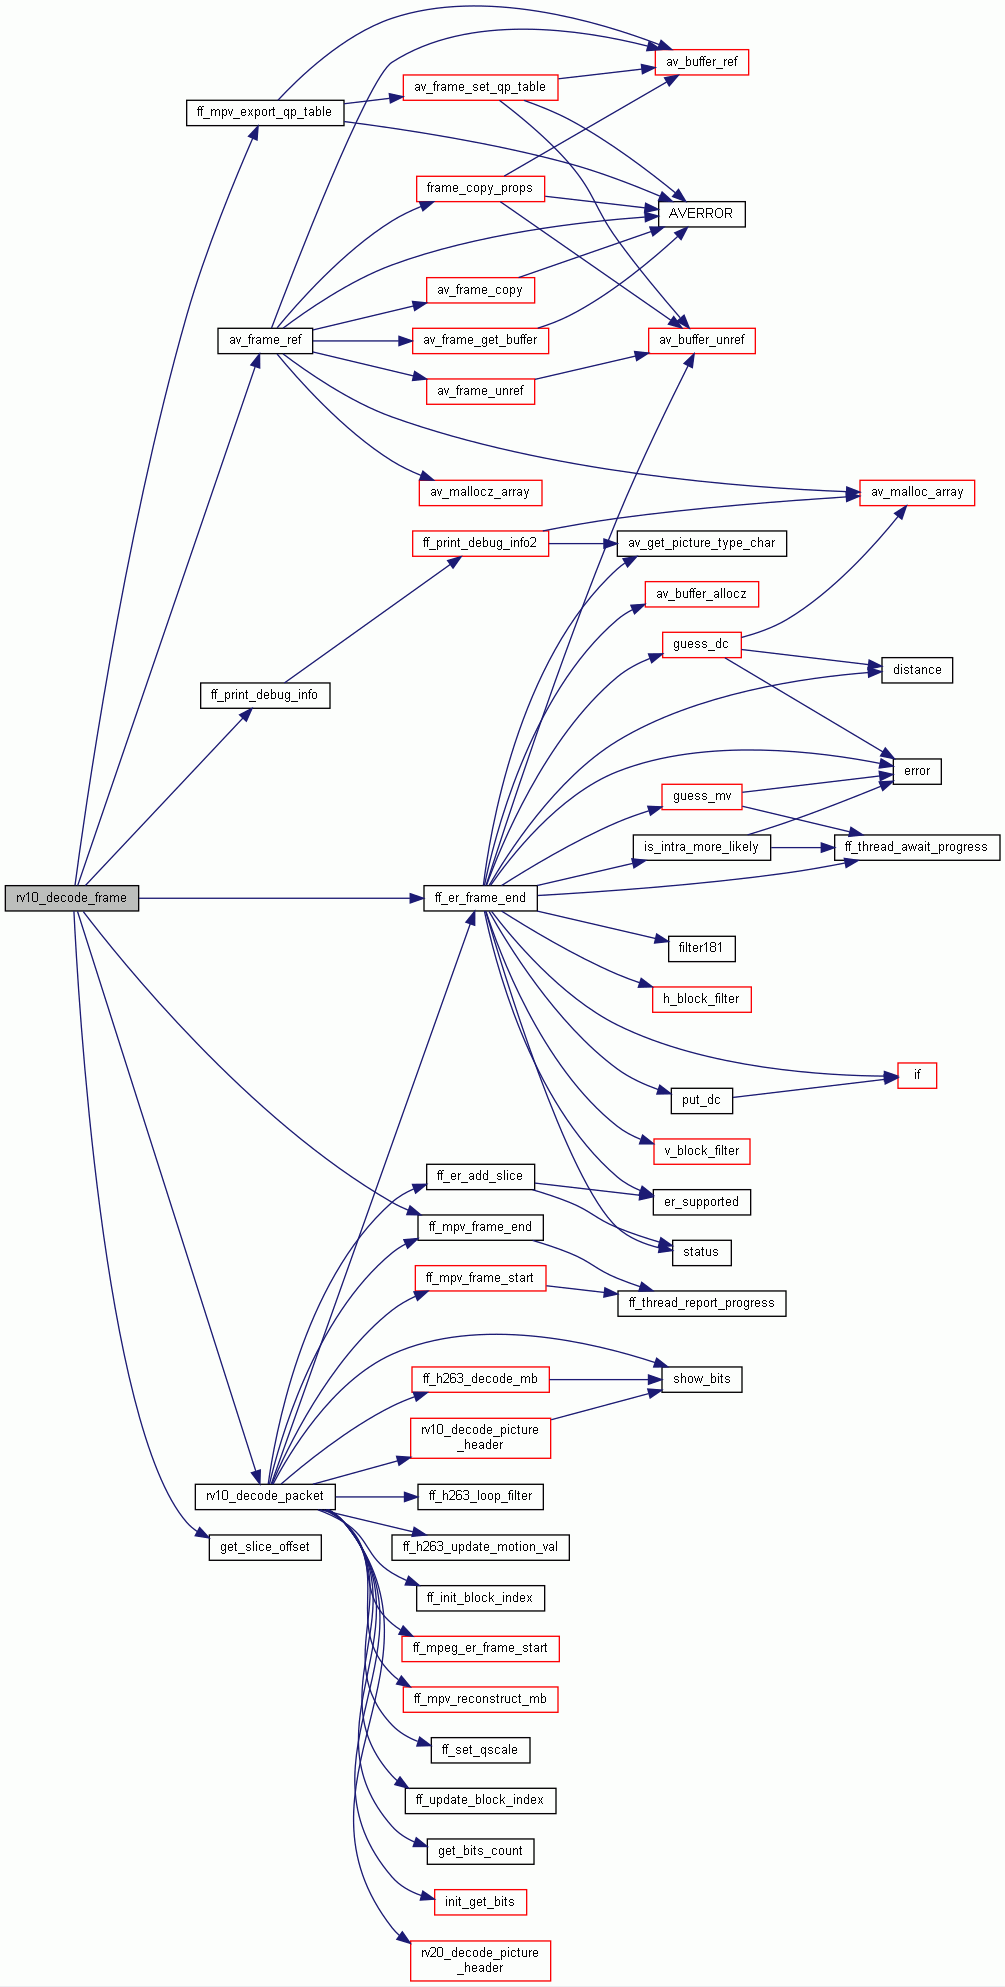 av_buffer_ref
av_frame_set_qp_table
ff_mpv_export_qp_table
frame_copy_props
AVERROR
av_frame_copy
av_frame_ref
av_frame_get_buffer
av_buffer_unref
av_frame_unref
av_mallocz_array
av_malloc_array
ff_print_debug_info2
av_get_picture_type_char
av_buffer_allocz
guess_dc
distance
ff_print_debug_info
error
guess_mv
is_intra_more_likely
ff_thread_await_progress
rv10_decode_frame
ff_er_frame_end
filter181
h_block_filter
if
put_dc
v_block_filter
ff_er_add_slice
er_supported
ff_mpv_frame_end
status
ff_mpv_frame_start
ff_thread_report_progress
ff_h263_decode_mb
show_bits
rv10_decode_picture
_header
rv10_decode_packet
ff_h263_loop_filter
get_slice_offset
ff_h263_update_motion_val
ff_init_block_index
ff_mpeg_er_frame_start
ff_mpv_reconstruct_mb
ff_set_qscale
ff_update_block_index
get_bits_count
init_get_bits
rv20_decode_picture
_header